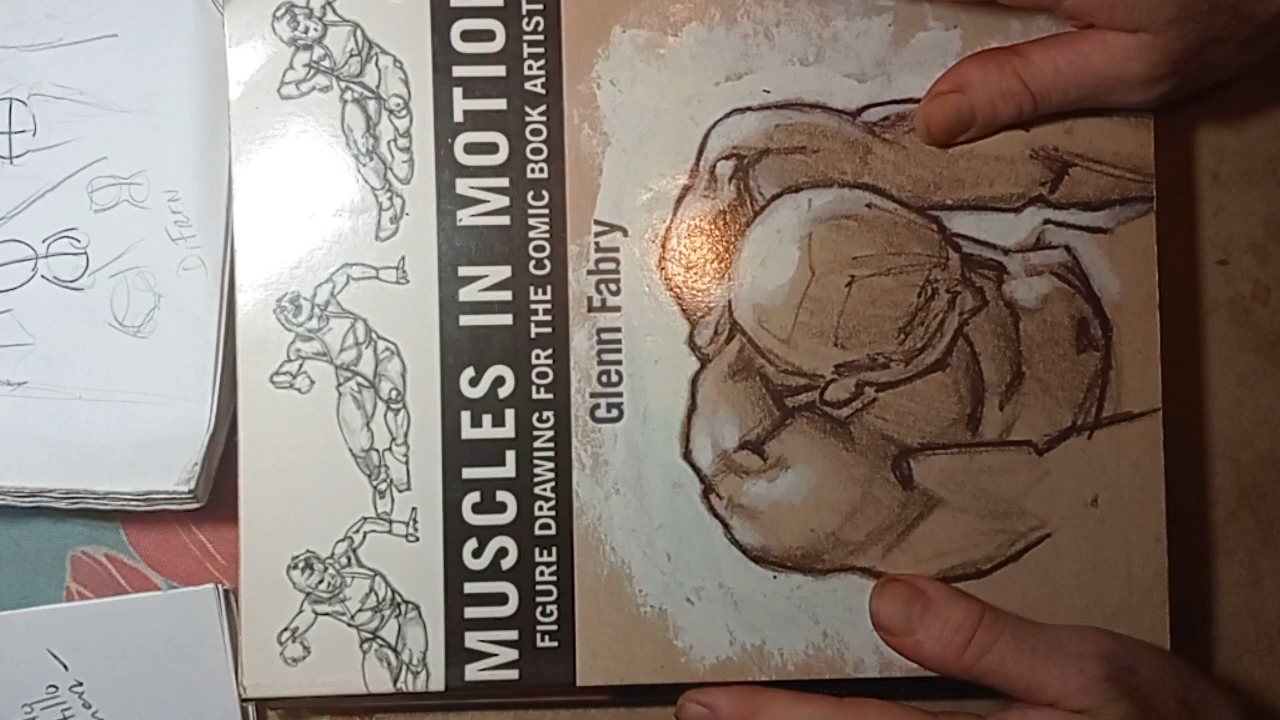 MUSCLES IN MOTION
FIGURE DRAWING FOR THE COMIC BOOK ARTIST
Glenn Fabry